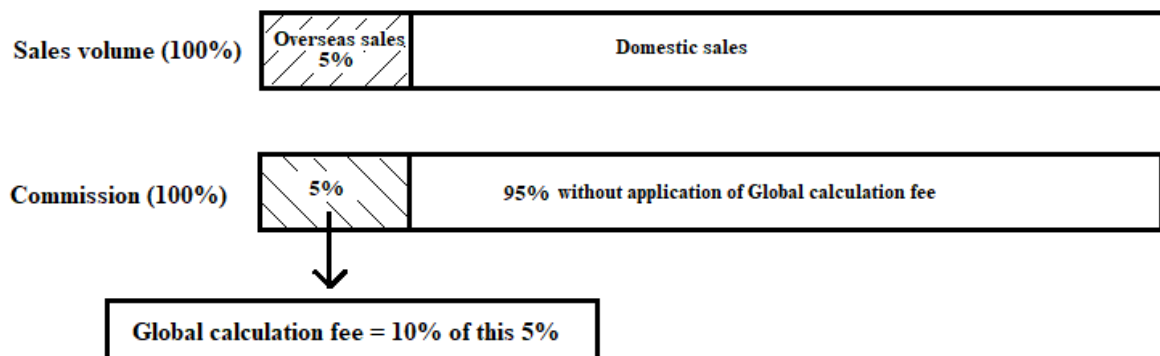 Sales volume (100%)
Overseas sales
5%
Domestic sales
Commission (100%)
5%
95% without application of Global calculation fee
Global calculation fee = 10% of this 5%